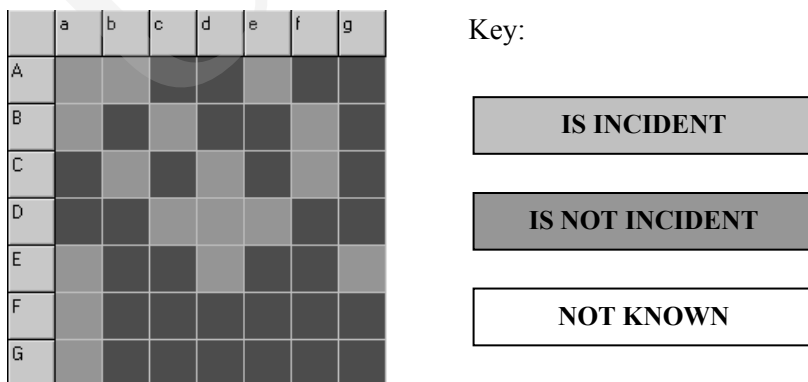 a b c d e f g
A
B
C
D
E
F
G
Key:
IS INCIDENT
IS NOT INCIDENT
NOT KNOWN